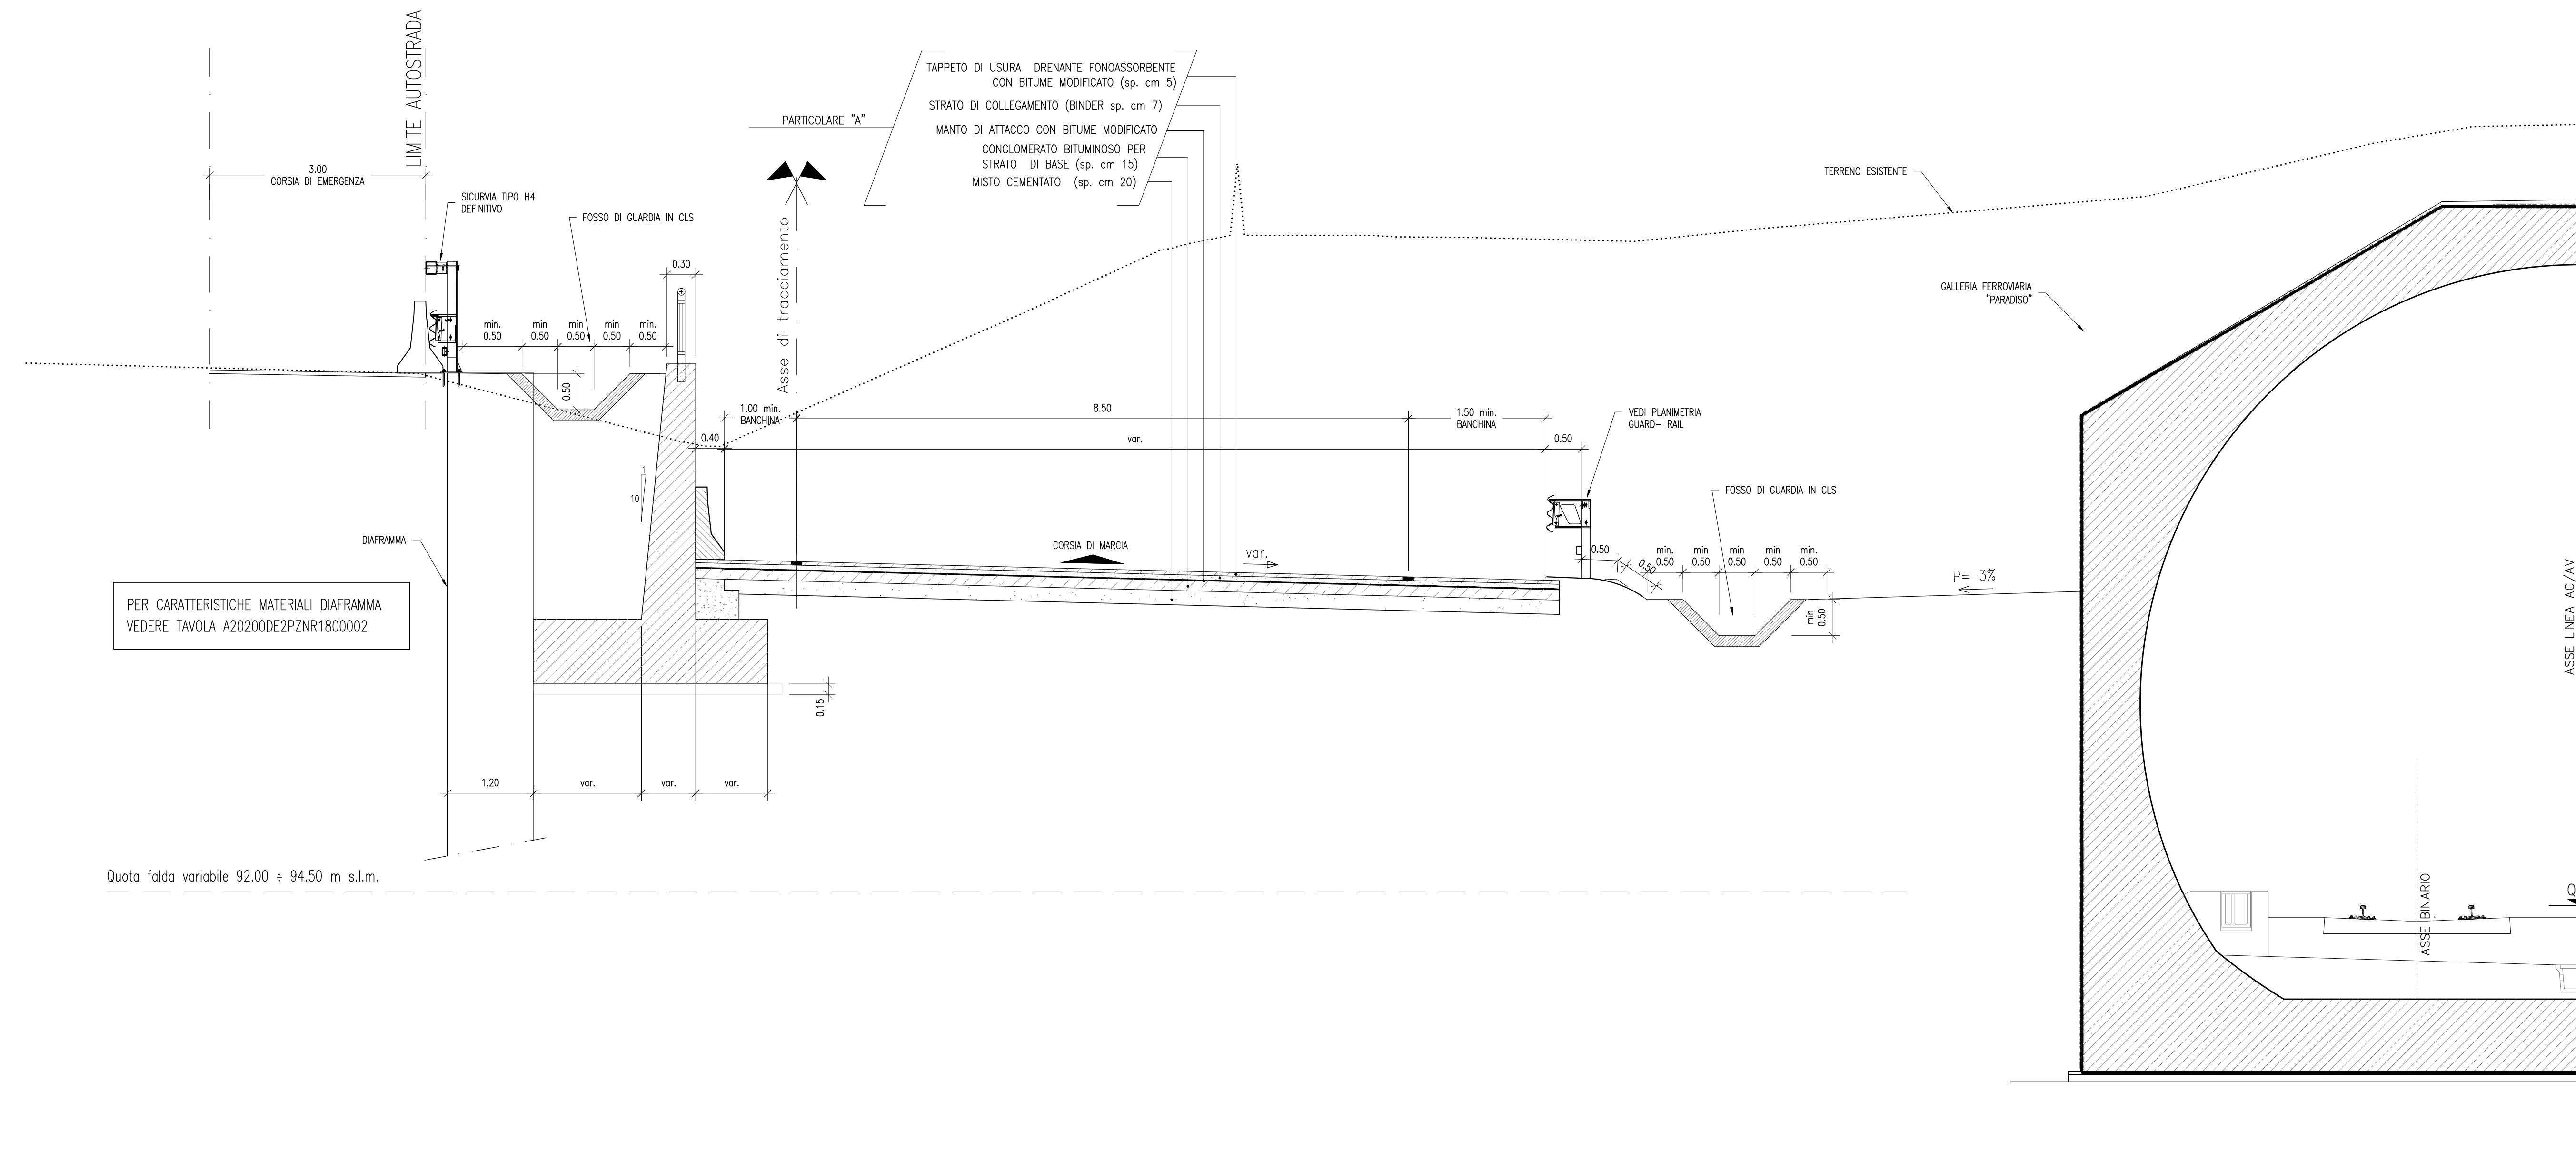 LIMITE AUTOSTRADA
3.00
CORSIA DI EMERGENZA
SICURVIA TIPO H4
DEFINITIVO
FOSSO DI GUARDIA IN CLS
PARTICOLARE "A"
TAPPETO DI USURA DRENANTE FONOASSORBENTE
CON BITUME MODIFICATO (sp. cm 5)
STRATO DI COLLEGAMENTO (BINDER sp. cm 7)
MANTO DI ATTACCO CON BITUME MODIFICATO
CONGLOMERATO BITUMINOSO PER
STRATO DI BASE (sp. cm 15)
MISTO CEMENTATO (sp. cm 20)
TERRENO ESISTENTE
GALLERIA FERROVIARIA
"PARADISO"
0.30
min. min min min min.
0.50 0.50 0.50 0.50 0.50
0.50
Asse di tracciamento
1.00 min.
BANCHINA
8.50
1.50 min.
BANCHINA
0.40
var.
0.50
VEDI PLANIMETRIA
GUARD- RAIL
1
10
FOSSO DI GUARDIA IN CLS
DIAFRAMMA
CORSIA DI MARCIA
var.
0.50
0.50
min. min min min min.
0.50 0.50 0.50 0.50 0.50
min
0.50
P= 3%
PER CARATTERISTICHE MATERIALI DIAFRAMMA
VEDERE TAVOLA A20200DE2PZNR1800002
0.15
1.20 var. var. var.
Quota falda variabile 92.00 ÷ 94.50 m s.l.m.
ASSE LINEA AC/AV
ASSE BINARIO
Q